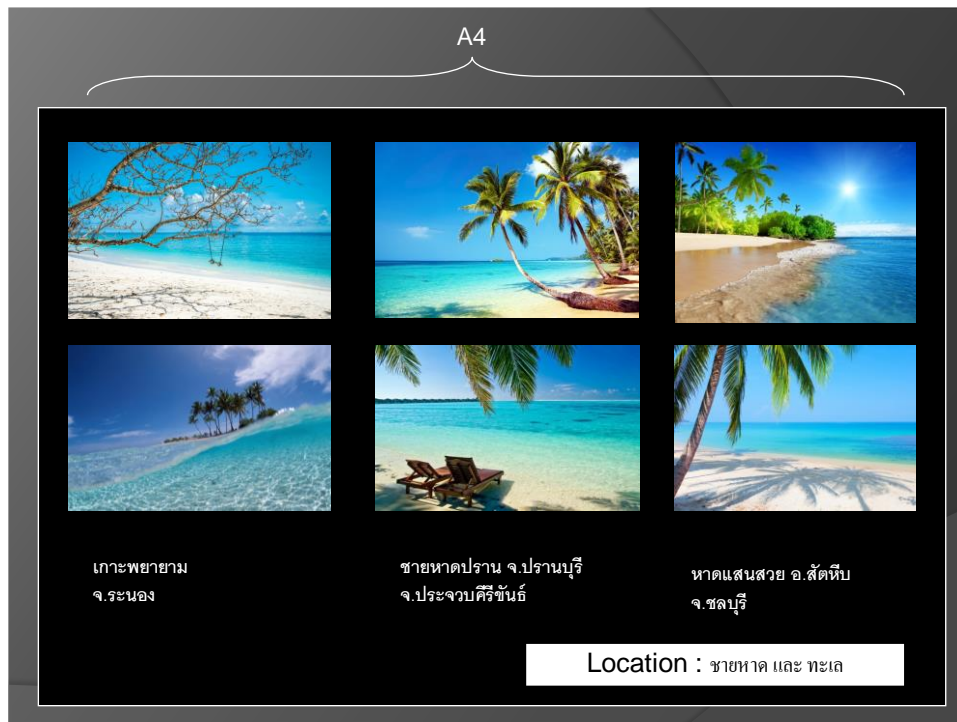 A4
เกาะพยายาม
จ.ระนอง
ชายหาดปราน จ.ปรานบุรี
จ.ประจวบคีรีขันธ์
หาดแสนสวย อ.สัตหีบ
จ.ชลบุรี
Location : ชายหาด และ ทะเล